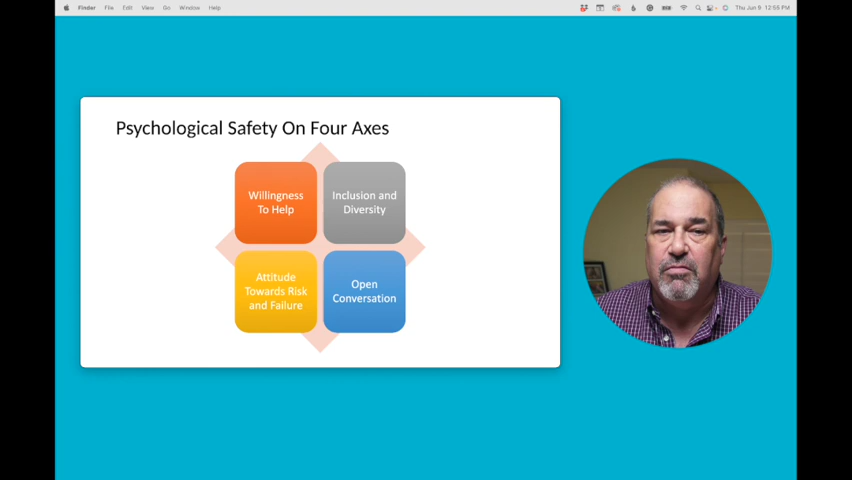 Finder File Edit View Go Window Help Thu Jun 9 12:55 PM
Psychological Safety On Four Axes
Willingness
To Help
Inclusion and
Diversity
Attitude
Towards Risk
and Failure
Open
Conversation